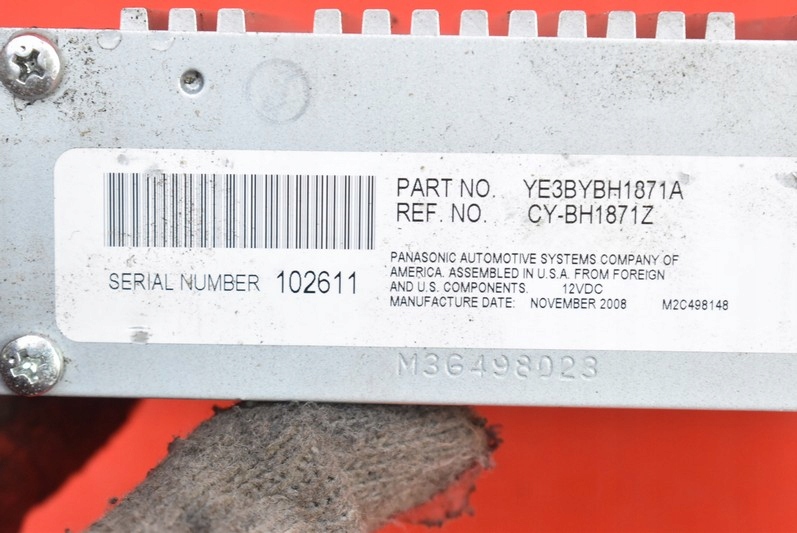 PART NO. YE3BYBH1871A
REF. NO. CY-BH1871Z
SERIAL NUMBER 102611
PANASONIC AUTOMOTIVE SYSTEMS COMPANY OF
AMERICA. ASSEMBLED IN U.S.A. FROM FOREIGN
AND U.S. COMPONENTS. 12VDC
MANUFACTURE DATE: NOVEMBER 2008 M2C498148
M36498023